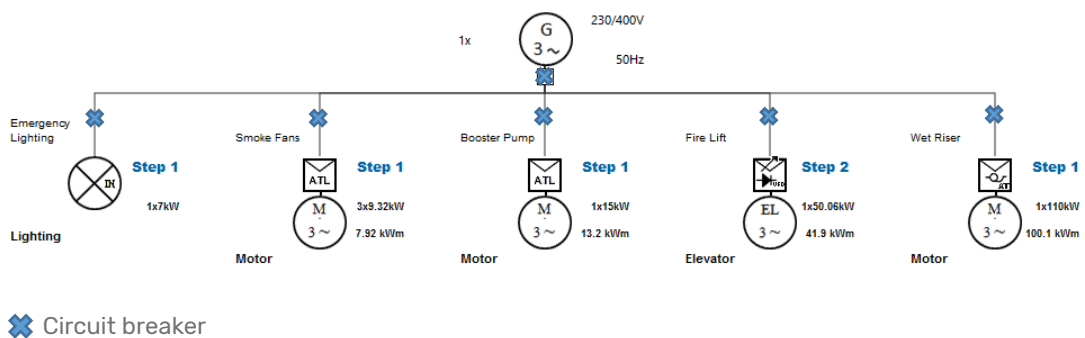 1x
G
3 ~
230/400V
50Hz
Emergency
Lighting
Step 1
IN
1x7kW
Lighting
Smoke Fans
Step 1
ATL
M
3 ~
3x9.32kW
7.92 kWm
Motor
Booster Pump
Step 1
ATL
M
3 ~
1x15kW
13.2 kWm
Motor
Fire Lift
Step 2
VFD
EL
3 ~
1x50.06kW
41.9 kWm
Elevator
Wet Riser
Step 1
AT
M
3 ~
1x110kW
100.1 kWm
Motor
Circuit breaker